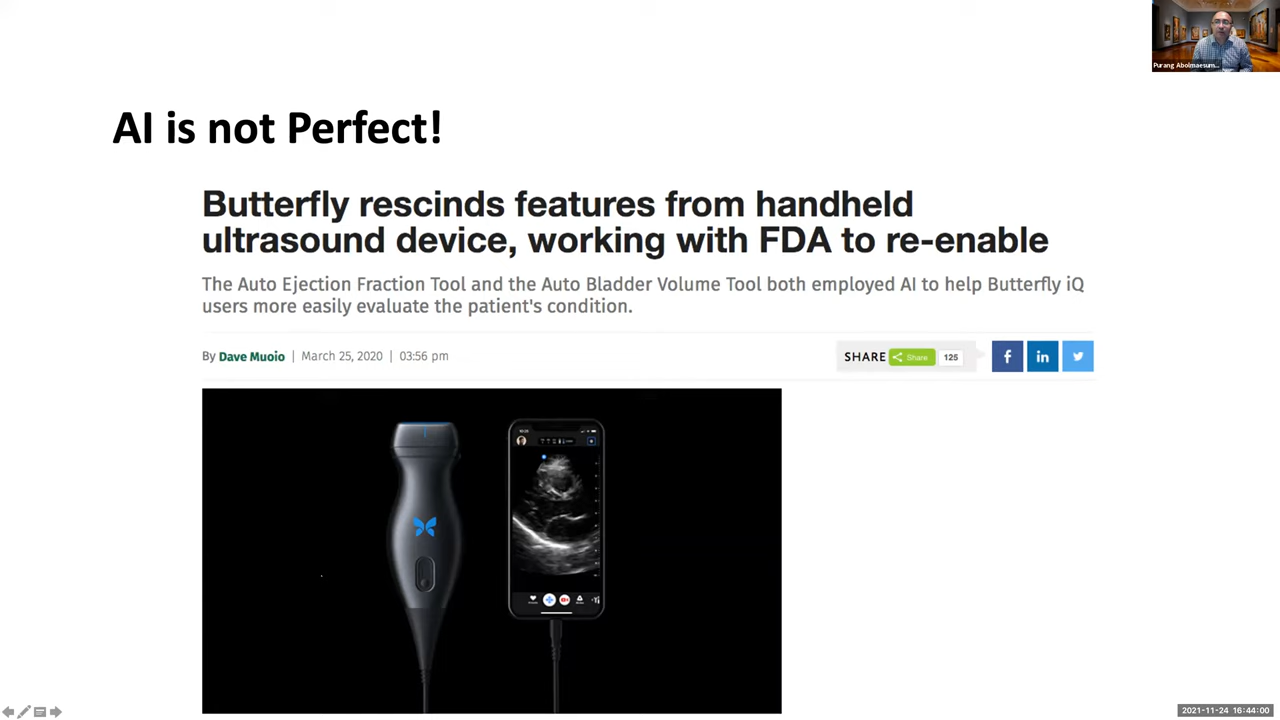 Purang Abolmaesum...
AI is not Perfect!
Butterfly rescinds features from handheld
ultrasound device, working with FDA to re-enable
The Auto Ejection Fraction Tool and the Auto Bladder Volume Tool both employed AI to help Butterfly iQ
users more easily evaluate the patient's condition.
By Dave Muoio | March 25, 2020 | 03:56 pm
SHARE Share 125
2021-11-24 16:44:00